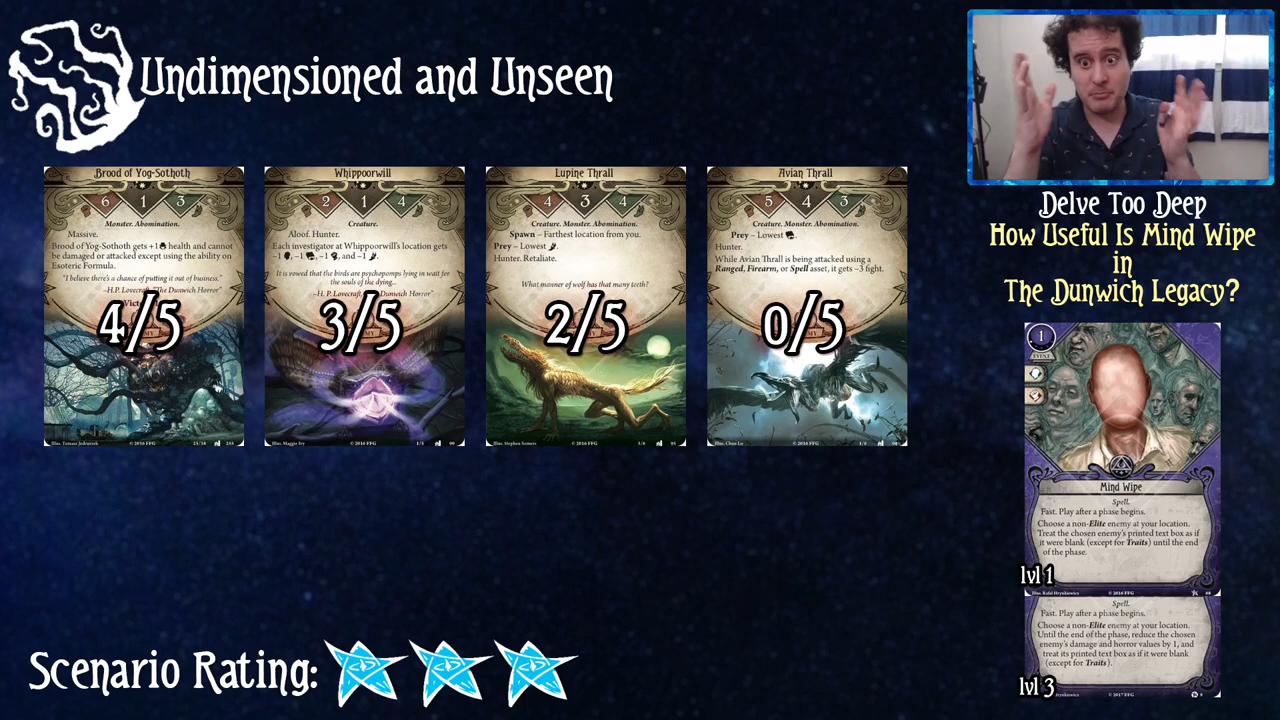 Undimensioned and Unseen
Brood of Yog-Sothoth
6 1 3
Monster. Abomination.
Massive.
Brood of Yog-Sothoth gets +1 health and cannot
be damaged or attacked except using the ability on
Esoteric Formula.
"I believe there's a chance of putting it out of business."
–H.P. Lovecraft, "The Dunwich Horror"
4/5
Whippoorwill
2 1 4
Creature.
Aloof. Hunter.
Each investigator at Whippoorwill's location gets
–1, –1, –1, and –1.
It is vowed that the birds are psychopomps lying in wait for
the souls of the dying...
–H. P. Lovecraft, "The Dunwich Horror"
3/5
Lupine Thrall
4 3 4
Creature. Monster. Abomination.
Spawn – Farthest location from you.
Prey – Lowest
Hunter. Retaliate.
What manner of wolf has that many teeth?
2/5
Avian Thrall
5 4 3
Creature. Monster. Abomination.
Prey – Lowest
Hunter.
While Avian Thrall is being attacked using a
Ranged, Firearm, or Spell asset, it gets –3 fight.
0/5
Scenario Rating:
Delve Too Deep
How Useful Is Mind Wipe
in
The Dunwich Legacy?
1
EVENT
Mind Wipe
Spell.
Fast. Play after a phase begins.
Choose a non-Elite enemy at your location.
Treat the chosen enemy's printed text box as if
it were blank (except for Traits) until the end
of the phase.
lvl 1
© 2016 FFG
Spell.
Fast. Play after a phase begins.
Choose a non-Elite enemy at your location.
Until the end of the phase, reduce the chosen
enemy's damage and horror values by 1, and
treat its printed text box as if it were blank
(except for Traits).
lvl 3
© 2017 FFG